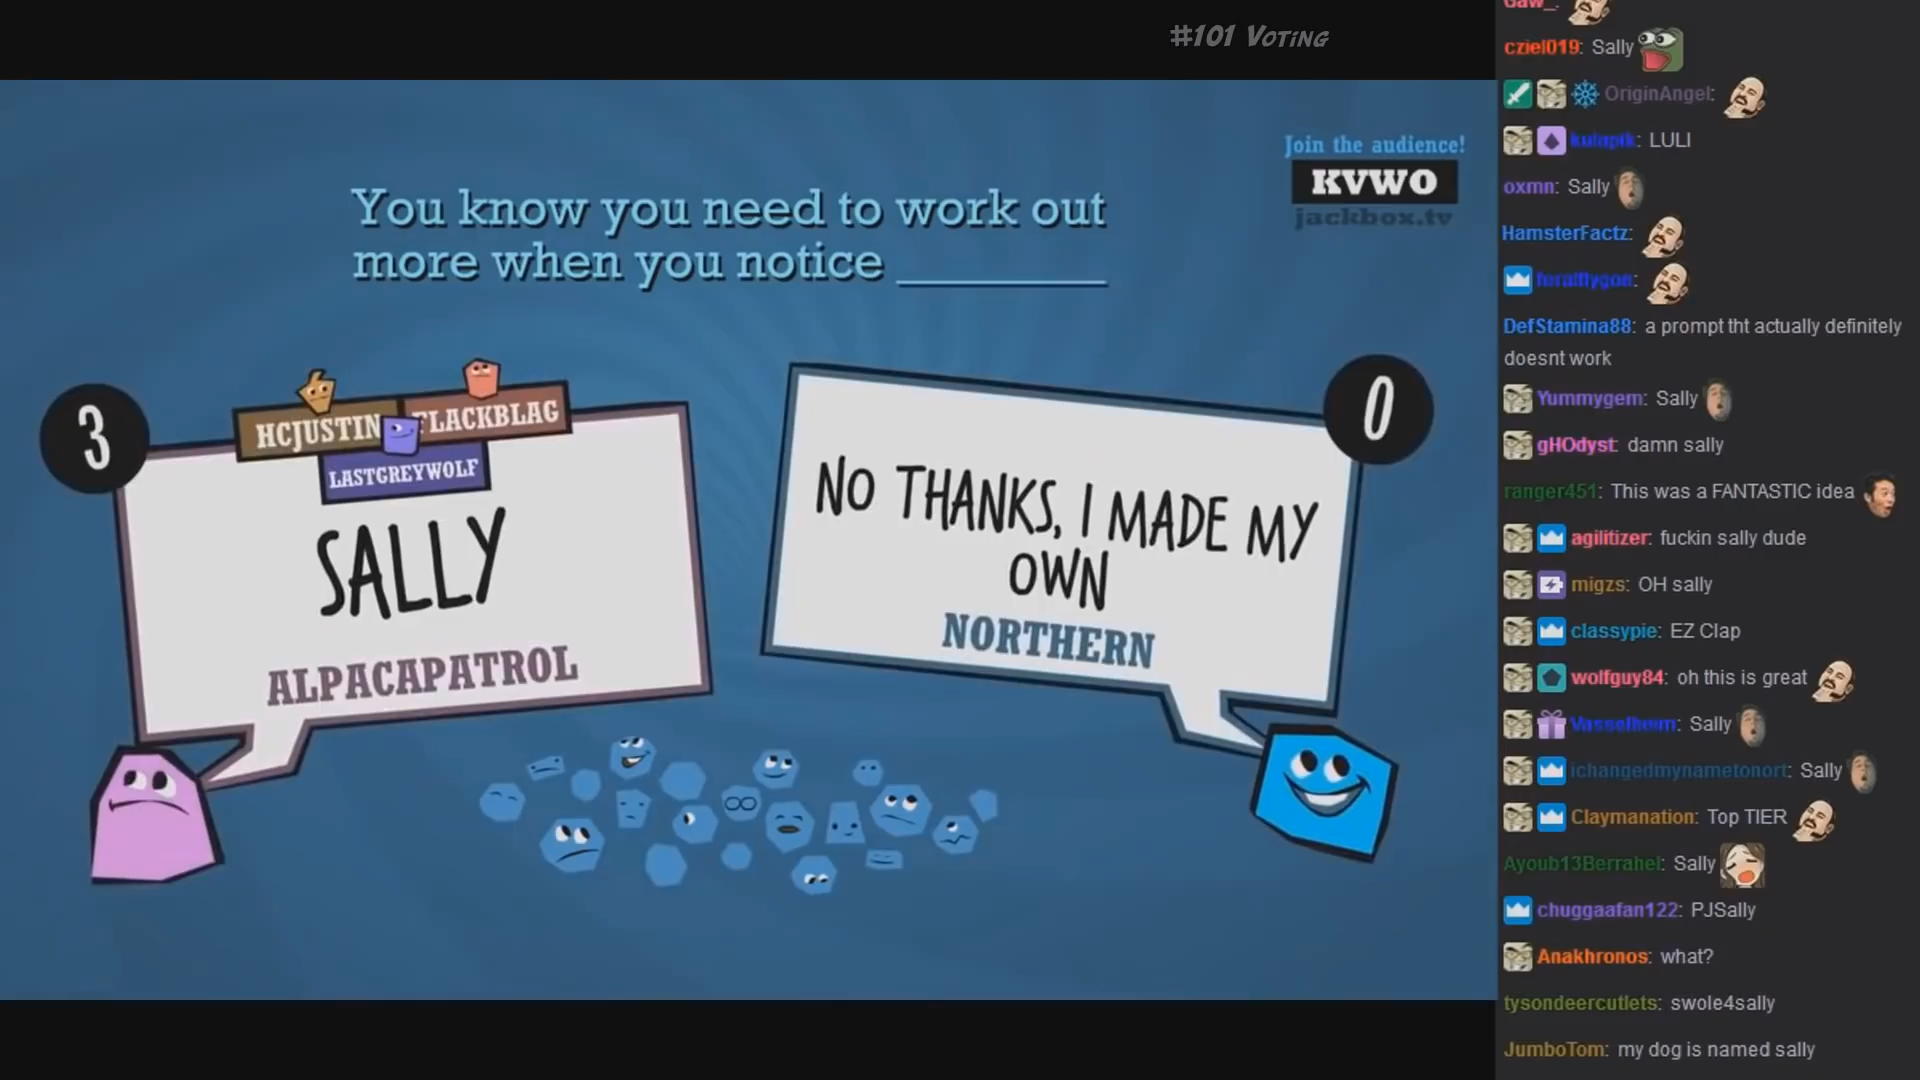 #101 Voting
Join the audience!
KVWO
jackbox.tv
You know you need to work out
more when you notice ________
3
HCJUSTIN
FLACKBLAG
LASTGREYWOLF
SALLY
ALPACAPATROL
0
NO THANKS, I MADE MY
OWN
NORTHERN
cziel019: Sally
OriginAngel:
kulapik: LULI
oxmn: Sally
HamsterFactz:
DefStamina88: a prompt tht actually definitely
doesnt work
Yummygem: Sally
gHOdyst: damn sally
ranger451: This was a FANTASTIC idea
agilitizer: fuckin sally dude
migzs: OH sally
classypie: EZ Clap
wolfguy84: oh this is great
Vasselheim: Sally
ichangedmynametonort: Sally
Claymanation: Top TIER
Ayoub13Berrahel: Sally
chuggaafan122: PJSally
Anakhronos: what?
tysondeercutlets: swole4sally
JumboTom: my dog is named sally